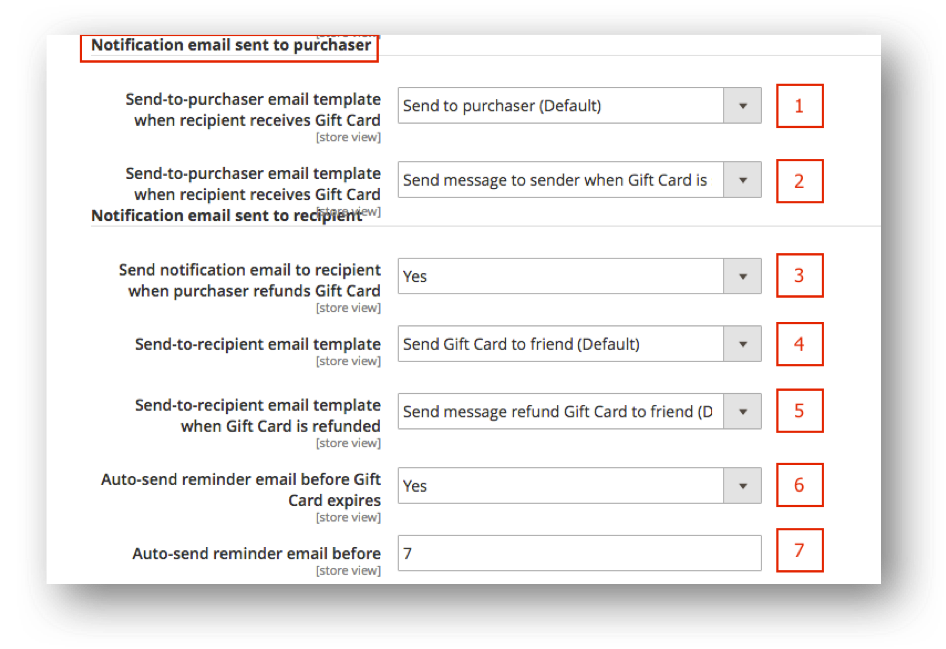 Notification email sent to purchaser
Send-to-purchaser email template
when recipient receives Gift Card
[store view]
Send to purchaser (Default)
1
Send-to-purchaser email template
when recipient receives Gift Card
[store view]
Send message to sender when Gift Card is
2
Notification email sent to recipient
Send notification email to recipient
when purchaser refunds Gift Card
[store view]
Yes
3
Send-to-recipient email template
[store view]
Send Gift Card to friend (Default)
4
Send-to-recipient email template
when Gift Card is refunded
[store view]
Send message refund Gift Card to friend (D
5
Auto-send reminder email before Gift
Card expires
[store view]
Yes
6
Auto-send reminder email before
[store view]
7
7